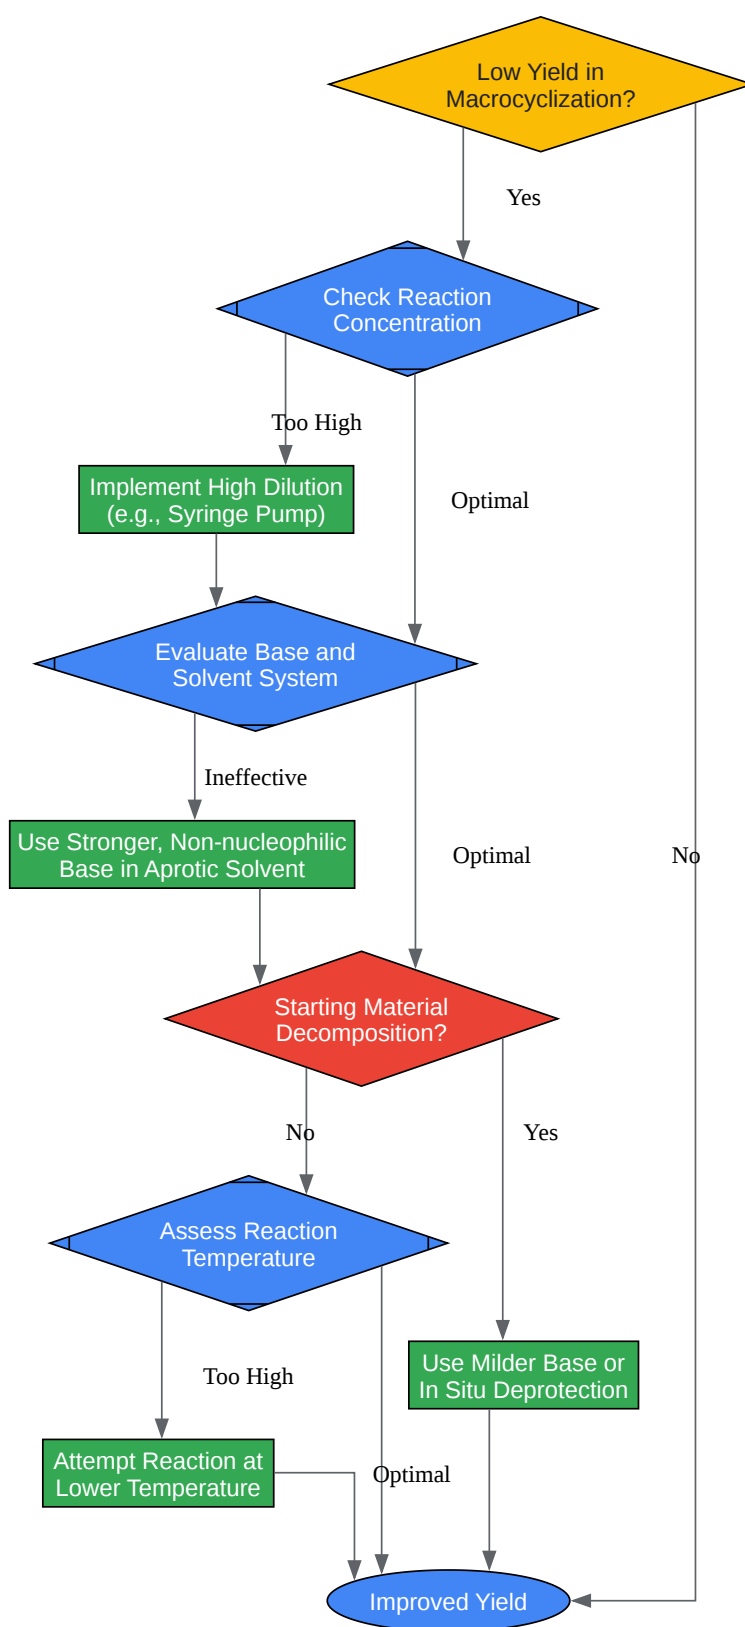 Low Yield in
Macrocyclization?
Yes
Check Reaction
Concentration
Too High
Implement High Dilution
(e.g., Syringe Pump)
Optimal
Evaluate Base and
Solvent System
Ineffective
Use Stronger, Non-nucleophilic
Base in Aprotic Solvent
Optimal
No
Starting Material
Decomposition?
No
Yes
Assess Reaction
Temperature
Too High
Use Milder Base or
In Situ Deprotection
Attempt Reaction at
Lower Temperature
Optimal
Improved Yield